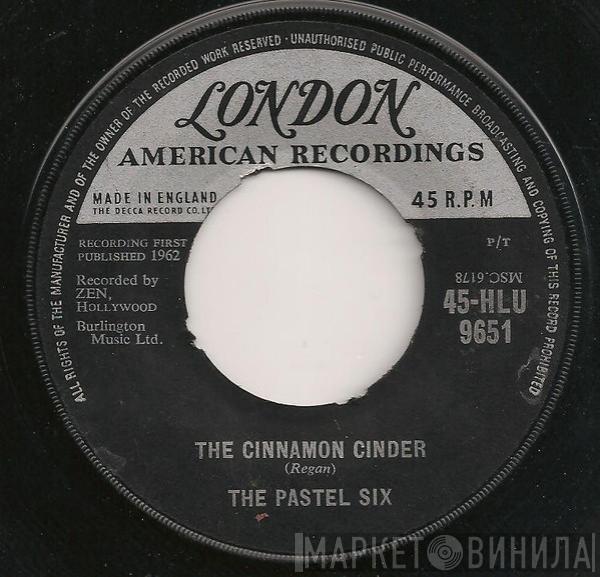 ALL RIGHTS OF THE MANUFACTURER AND OF THE OWNER OF THE RECORDED WORK RESERVED · UNAUTHORISED PUBLIC PERFORMANCE BROADCASTING AND COPYING OF THIS RECORD PROHIBITED
LONDON
AMERICAN RECORDINGS
MADE IN ENGLAND
THE DECCA RECORD CO. LT
45 R.P.M
RECORDING FIRST
PUBLISHED 1962
P/T
Recorded by
ZEN,
HOLLYWOOD
MSC.6178
45-HLU
9651
Burlington
Music Ltd.
THE CINNAMON CINDER
(Regan)
THE PASTEL SIX
МАРКЕТ ВИНИЛА